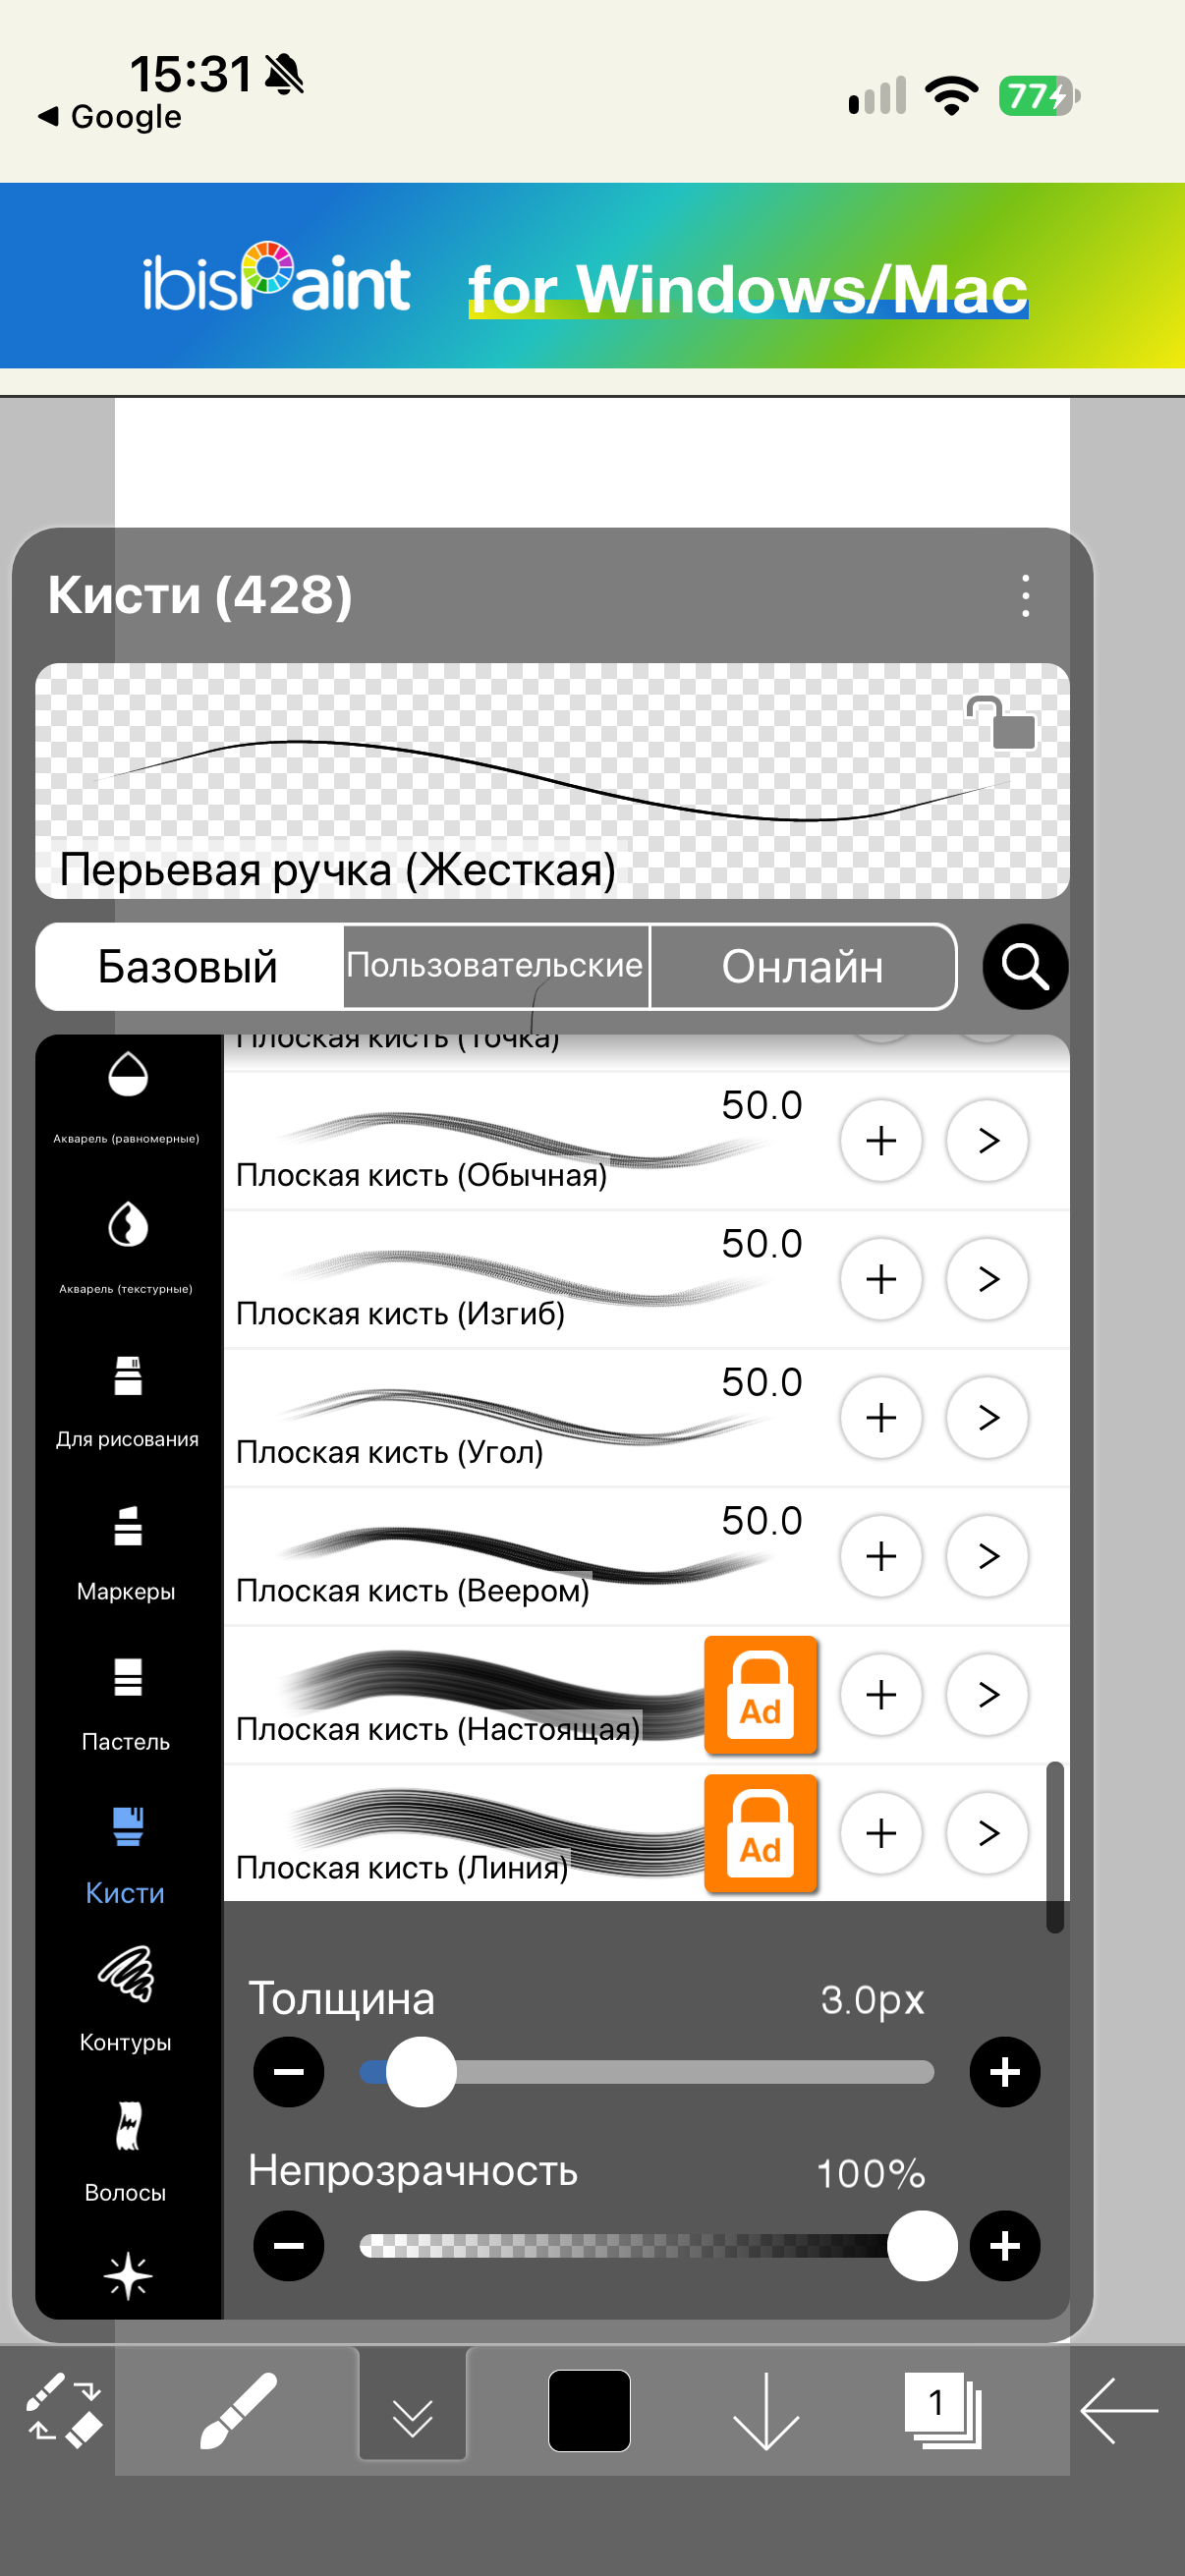 15:31
Google
77
ibisPaint for Windows/Mac
Кисти (428)
Перьевая ручка (Жесткая)
Базовый
Пользовательские
Онлайн
Плоская кисть (Точка)
Акварель (равномерные)
50.0
Плоская кисть (Обычная)
Акварель (текстурные)
50.0
Плоская кисть (Изгиб)
Для рисования
50.0
Плоская кисть (Угол)
Маркеры
50.0
Плоская кисть (Веером)
Пастель
Ad
Плоская кисть (Настоящая)
Кисти
Ad
Плоская кисть (Линия)
Контуры
Волосы
Толщина
3.0px
Непрозрачность
100%
1